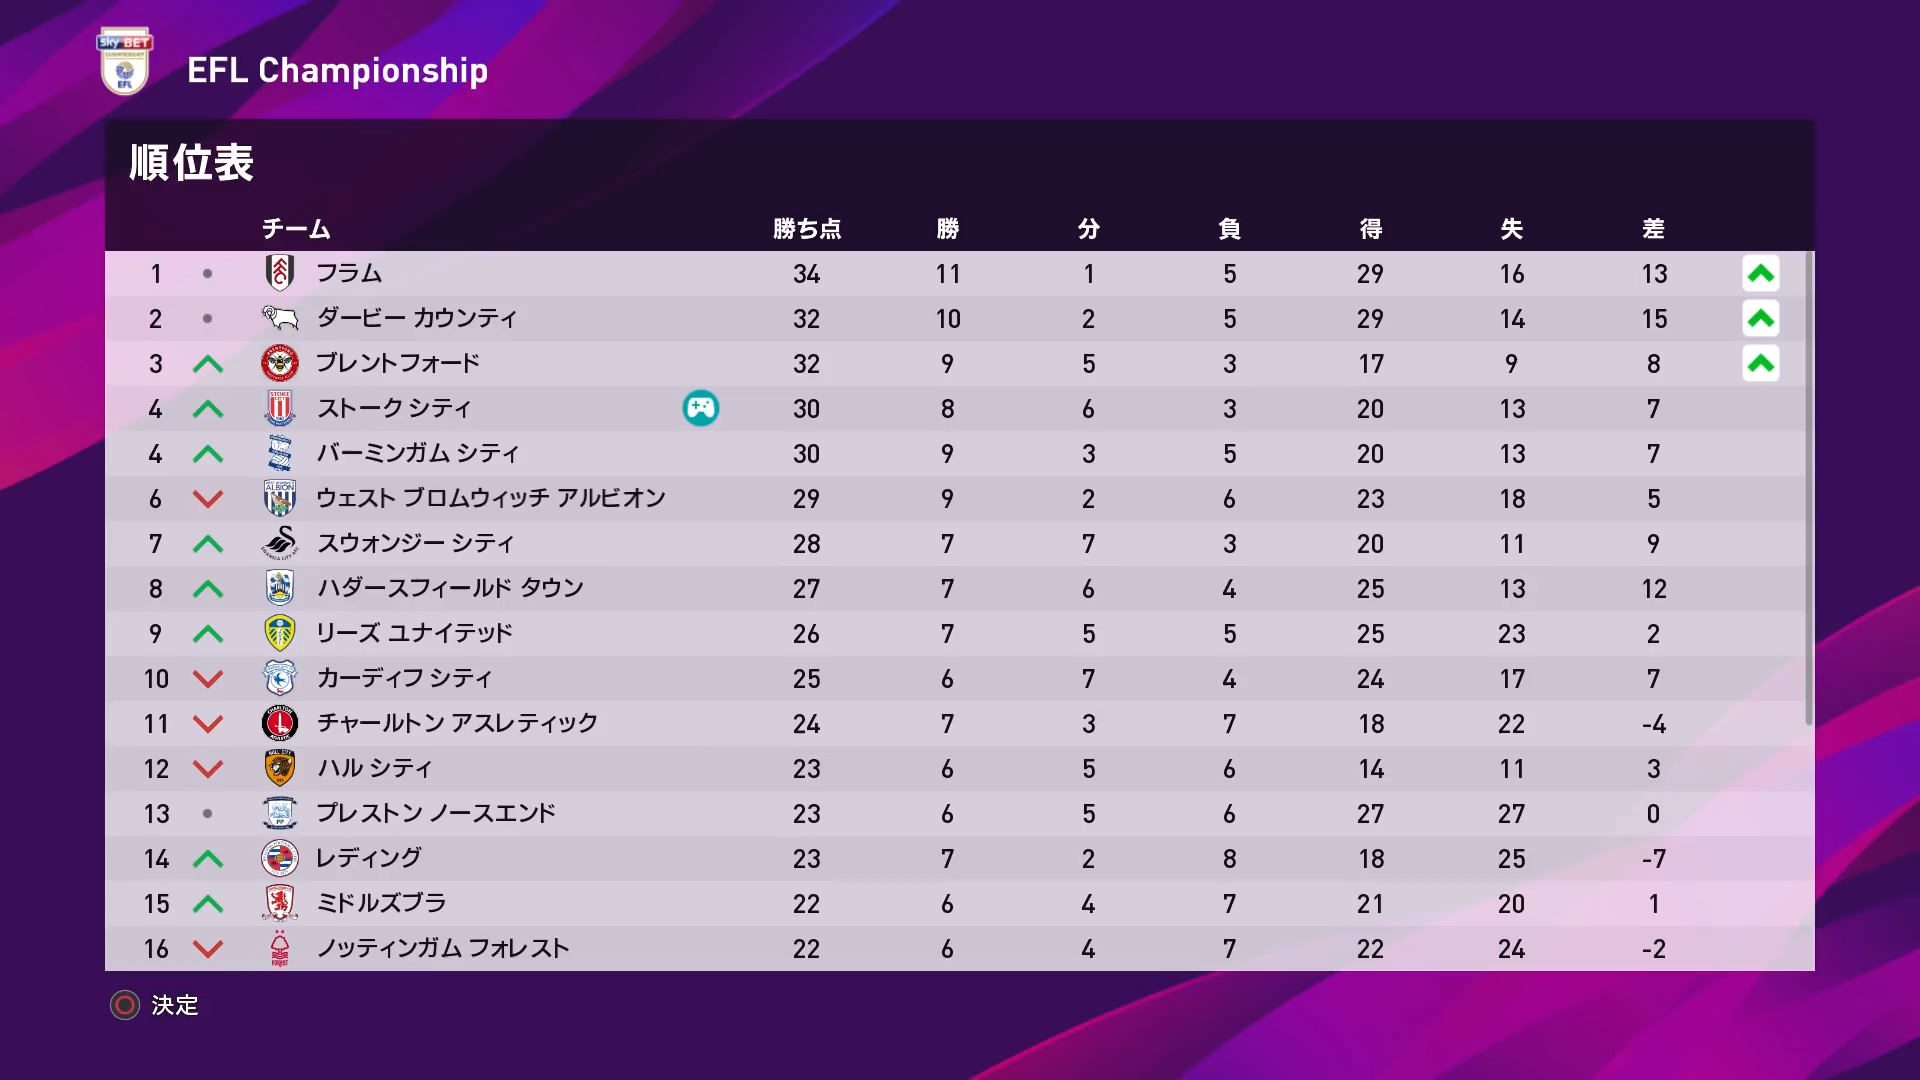 sky BET
EFL
EFL Championship
順位表
チーム 勝ち点 勝 分 負 得 失 差
1 フラム 34 11 1 5 29 16 13
2 ダービー カウンティ 32 10 2 5 29 14 15
3 ブレントフォード 32 9 5 3 17 9 8
4 ストーク シティ 30 8 6 3 20 13 7
4 バーミンガム シティ 30 9 3 5 20 13 7
6 ウェスト ブロムウィッチ アルビオン 29 9 2 6 23 18 5
7 スウォンジー シティ 28 7 7 3 20 11 9
8 ハダースフィールド タウン 27 7 6 4 25 13 12
9 リーズ ユナイテッド 26 7 5 5 25 23 2
10 カーディフ シティ 25 6 7 4 24 17 7
11 チャールトン アスレティック 24 7 3 7 18 22 -4
12 ハル シティ 23 6 5 6 14 11 3
13 プレストン ノースエンド 23 6 5 6 27 27 0
14 レディング 23 7 2 8 18 25 -7
15 ミドルズブラ 22 6 4 7 21 20 1
16 ノッティンガム フォレスト 22 6 4 7 22 24 -2
決定